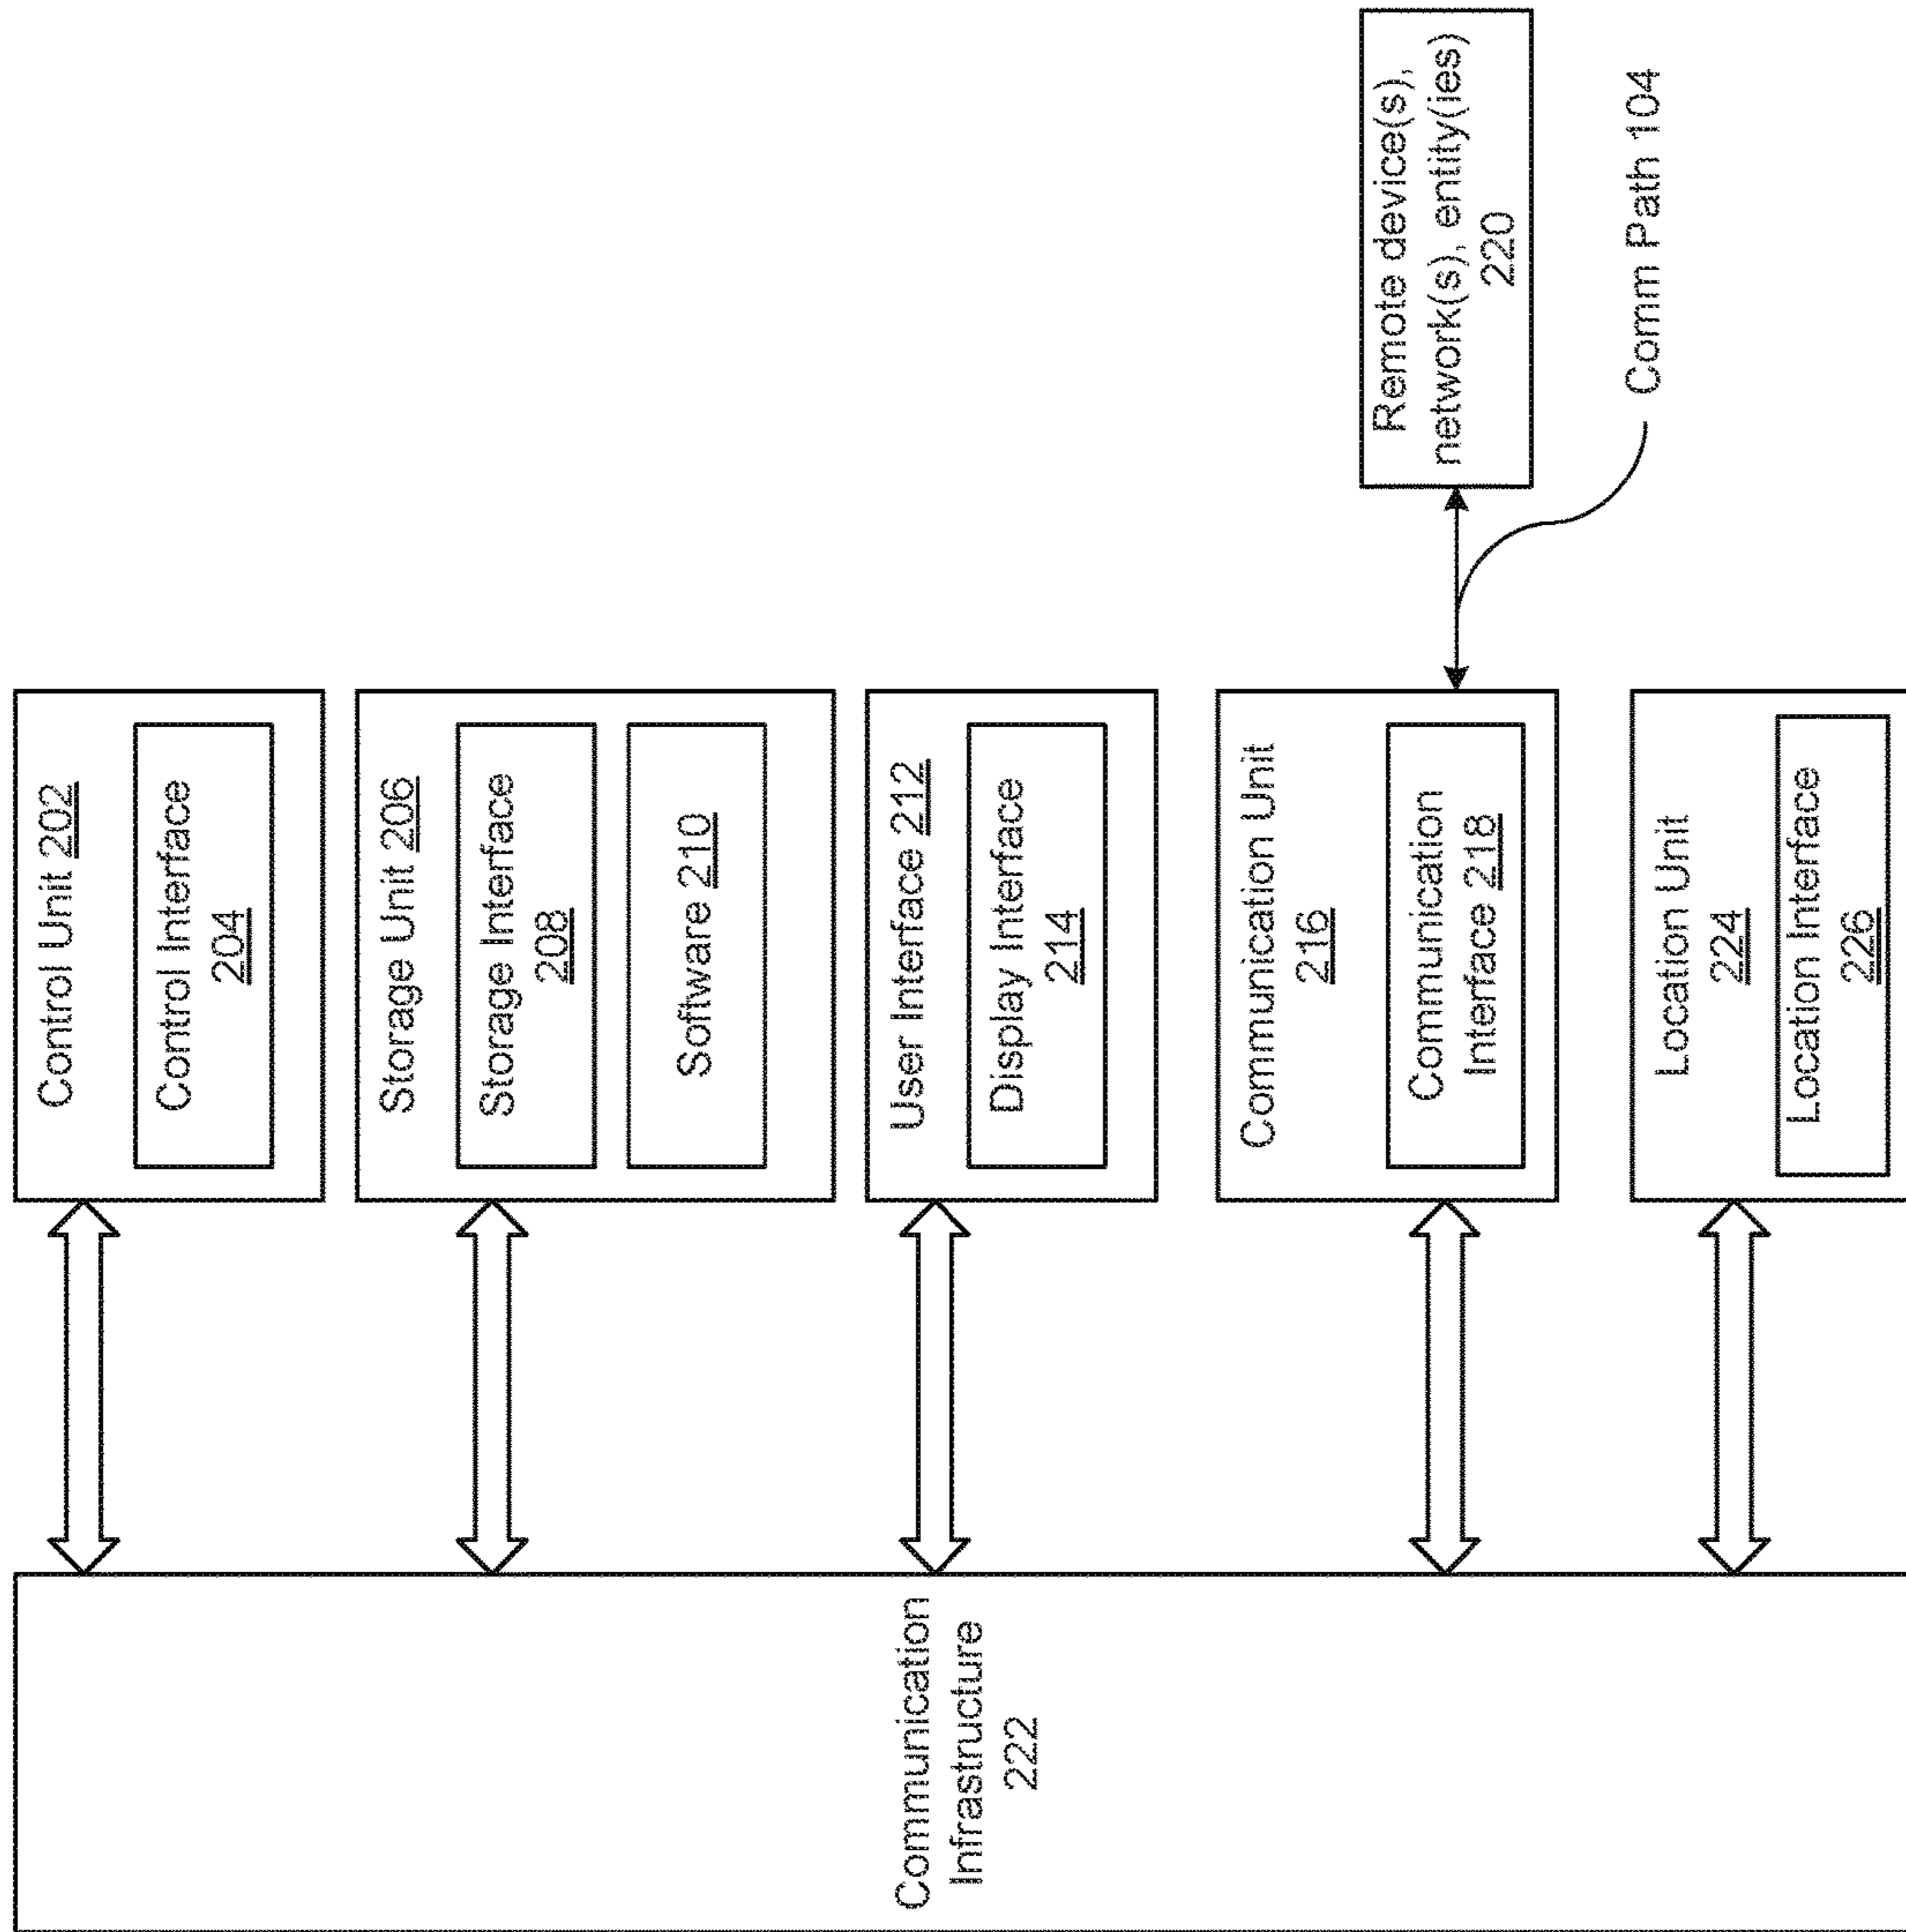 Control Unit 202
Control Interface
204
Storage Unit 206
Storage Interface
208
Software 210
User Interface 212
Display Interface
214
Communication Unit
216
Communication
Interface 218
Location Unit
224
Location Interface
226
Communication
Infrastructure
222
Remote device(s),
network(s), entity(ies)
220
Comm Path 104